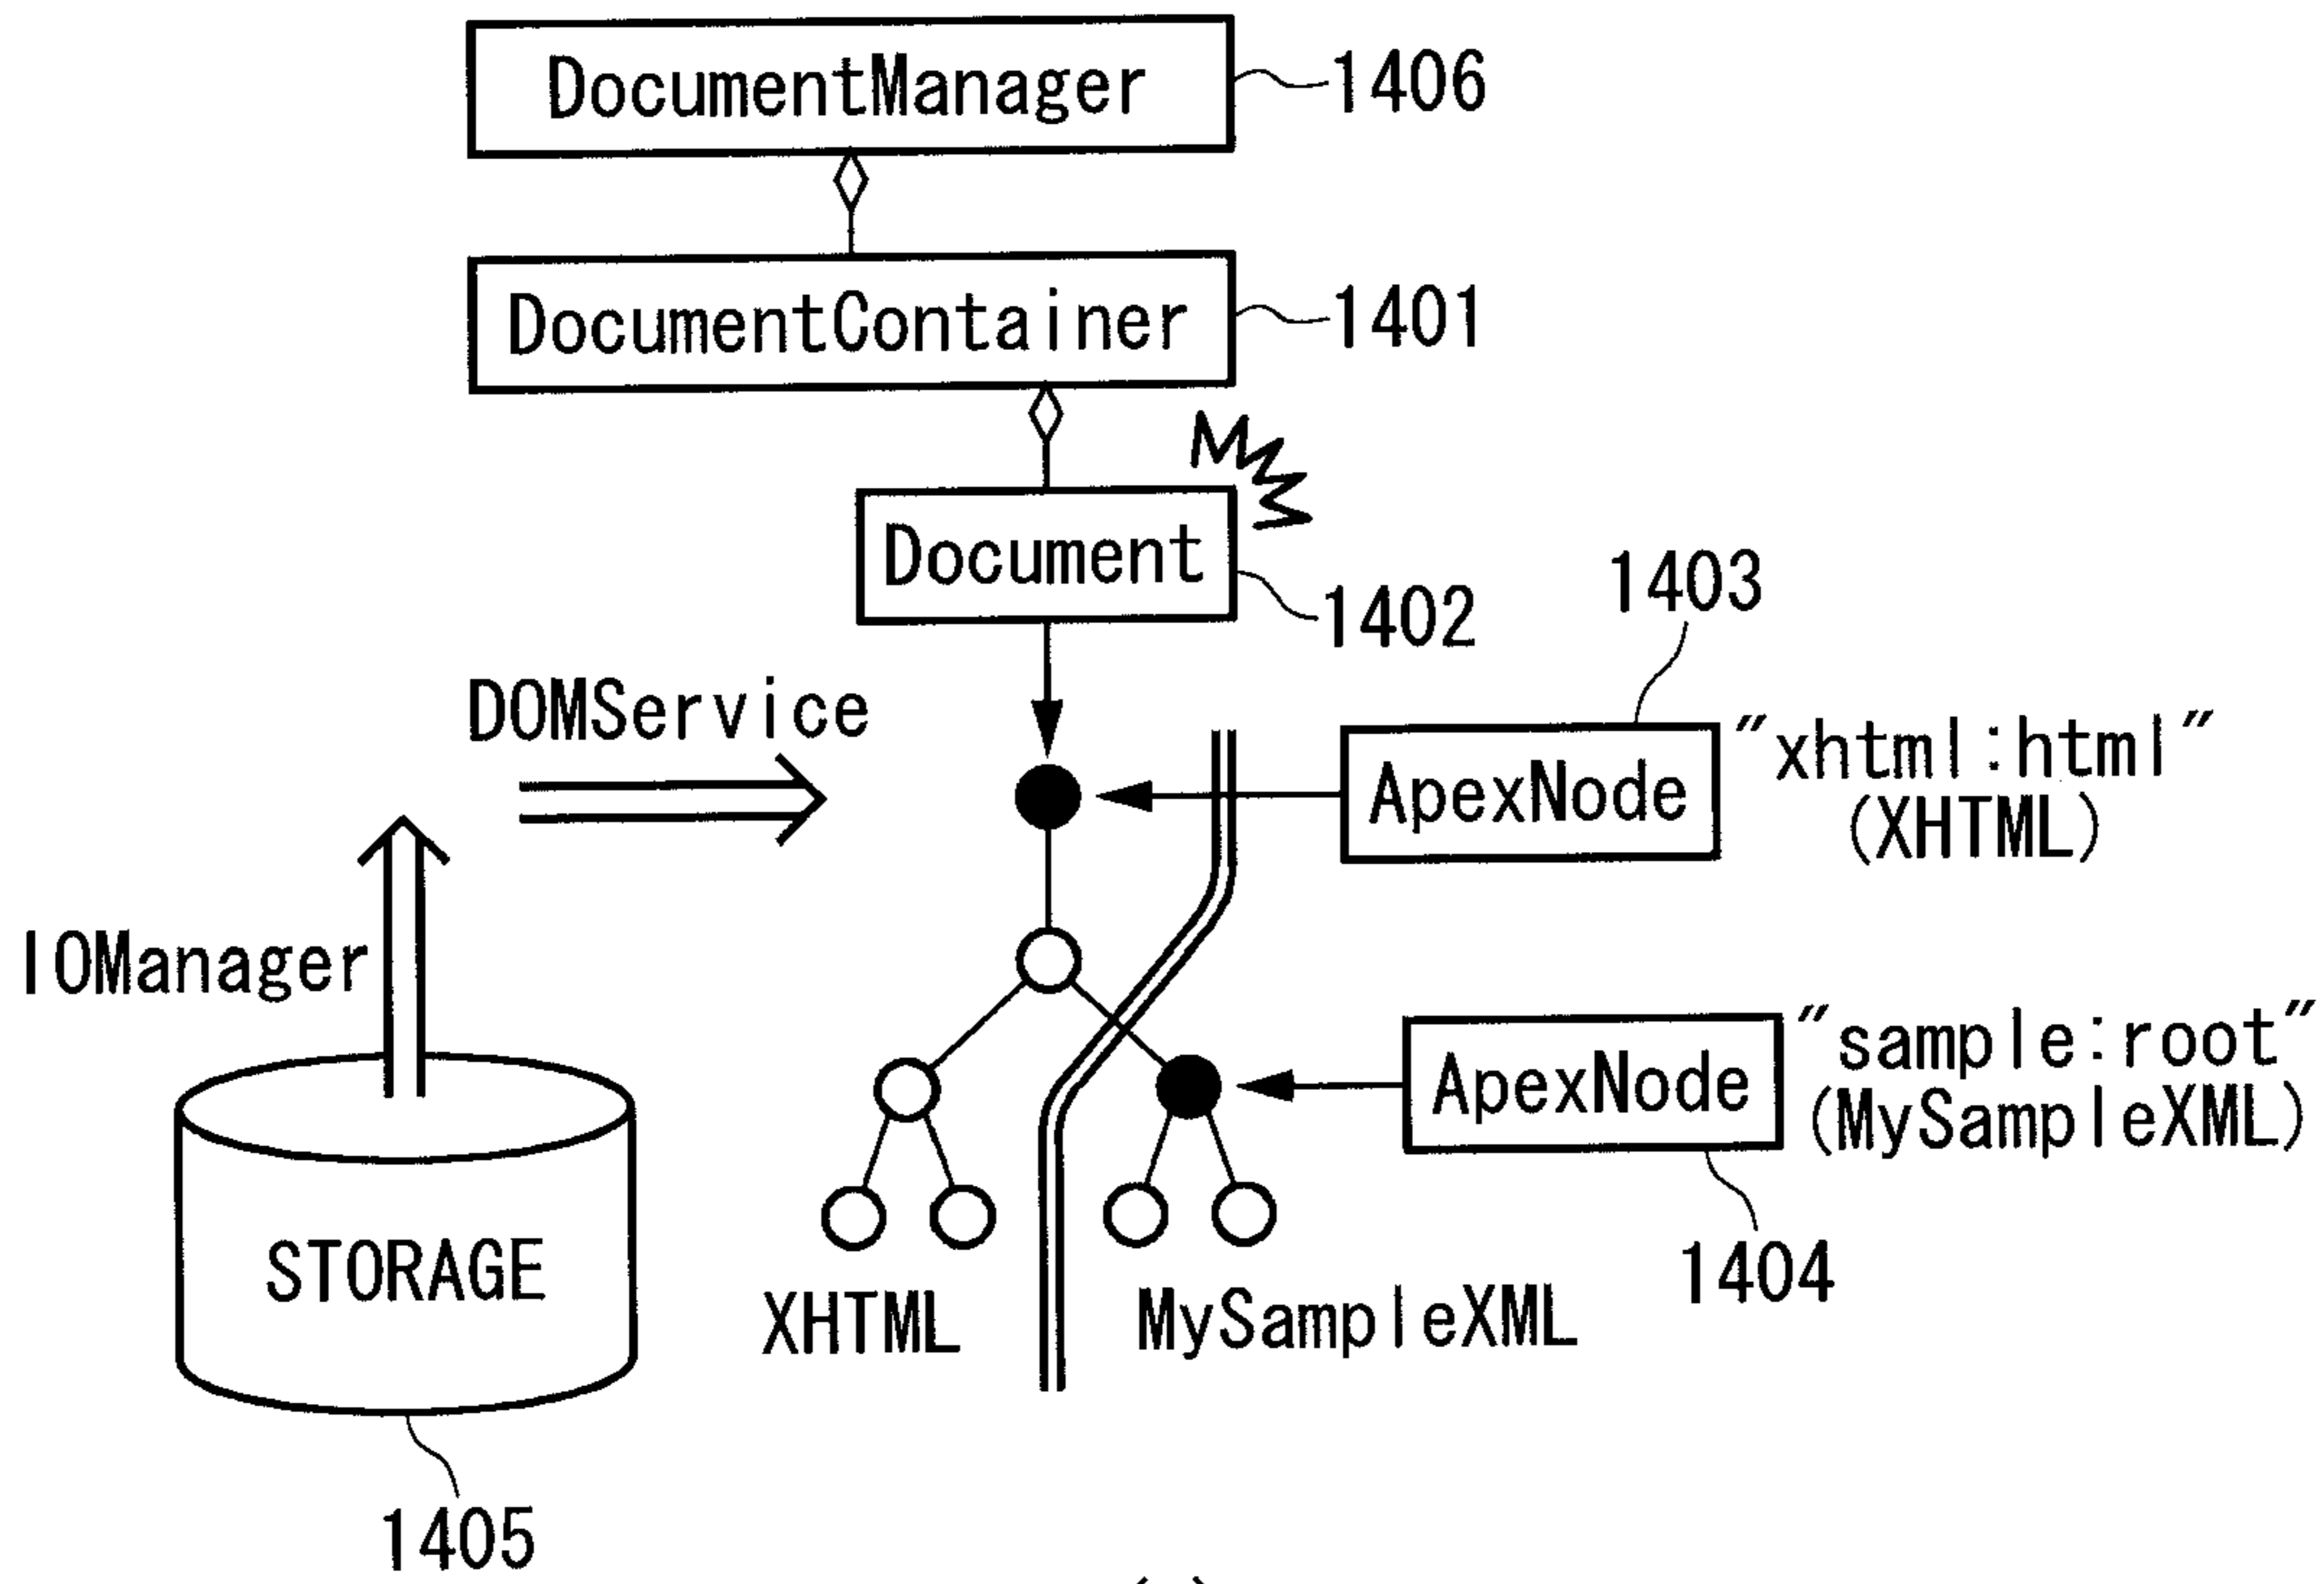 DocumentManager
1406
DocumentContainer
1401
Document
1402
1403
DOMService
ApexNode
"xhtml:html"
(XHTML)
IOManager
ApexNode
"sample:root"
(MySampleXML)
STORAGE
1404
XHTML
MySampleXML
1405